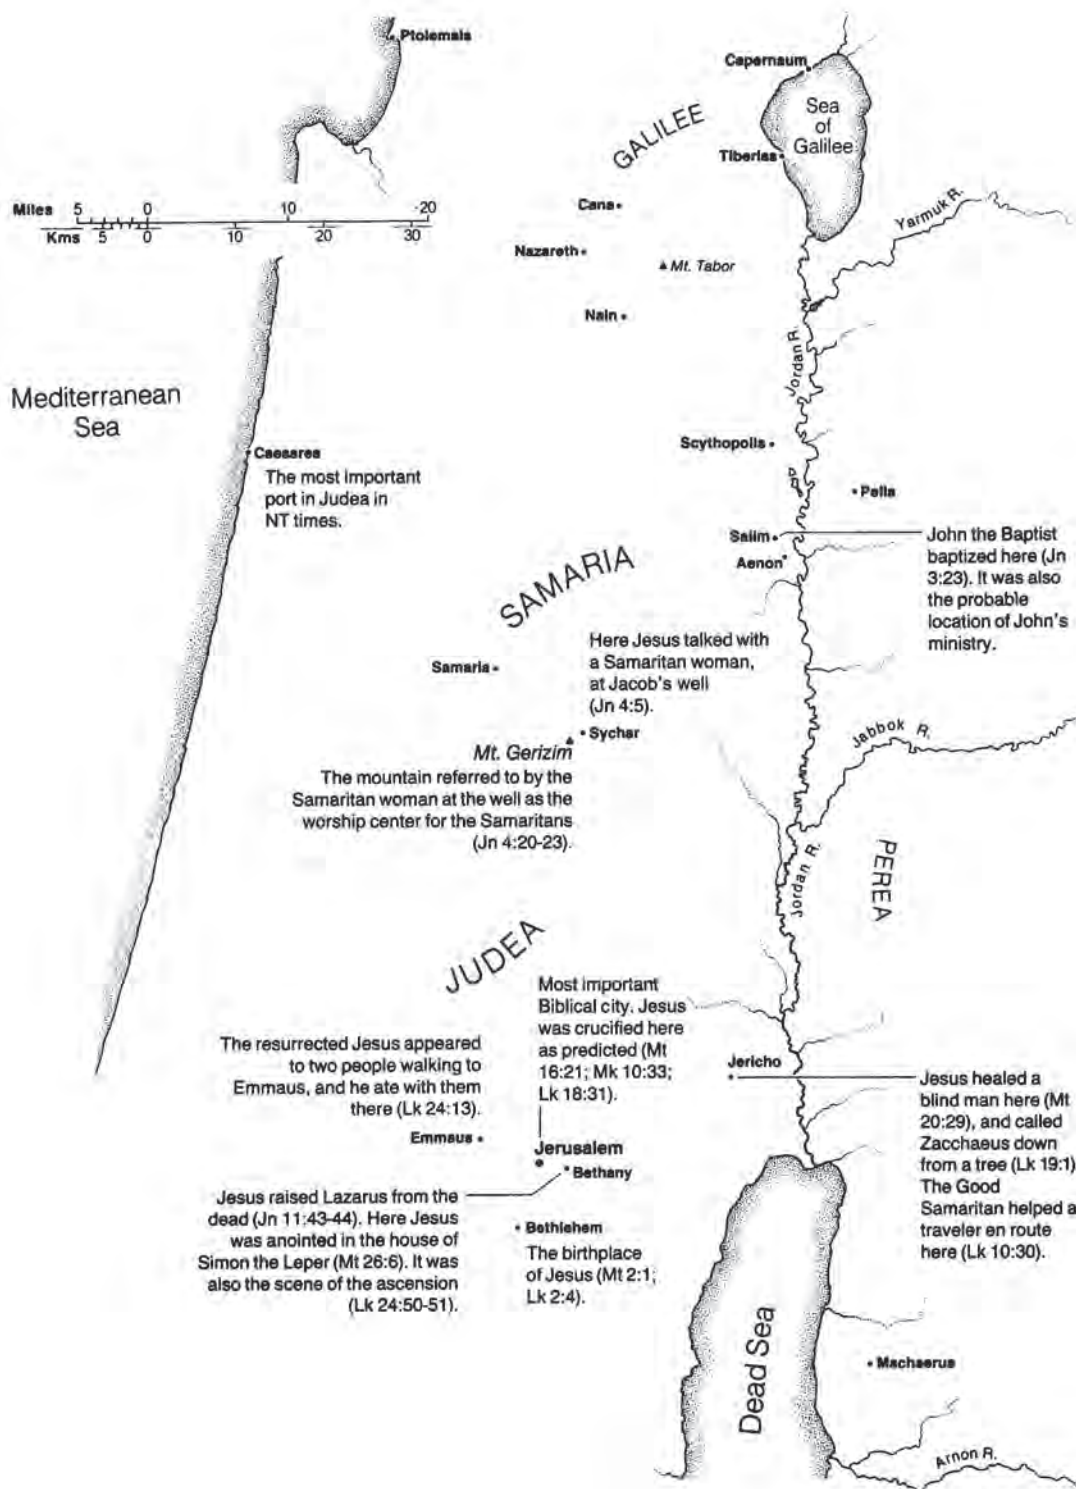 Ptolemais
Capernaum
Sea
of
Galilee
GALILEE
Tiberias
Miles 5 0 10 20
Kms 5 0 10 20 30
Cana
Yarmuk R.
Nazareth
Mt. Tabor
Nain
Jordan R.
Mediterranean
Sea
Scythopolis
Caesarea
The most important
port in Judea in
NT times.
Pella
Salim
Aenon
John the Baptist
baptized here (Jn
3:23). It was also
the probable
location of John's
ministry.
SAMARIA
Here Jesus talked with
a Samaritan woman,
at Jacob's well
(Jn 4:5).
Samaria
Sychar
Mt. Gerizim
The mountain referred to by the
Samaritan woman at the well as the
worship center for the Samaritans
(Jn 4:20-23).
Jabbok R.
Jordan R.
PEREA
JUDEA
Most important
Biblical city. Jesus
was crucified here
as predicted (Mt
16:21; Mk 10:33;
Lk 18:31).
The resurrected Jesus appeared
to two people walking to
Emmaus, and he ate with them
there (Lk 24:13).
Jericho
Jesus healed a
blind man here (Mt
20:29), and called
Zacchaeus down
from a tree (Lk 19:1)
The Good
Samaritan helped a
traveler en route
here (Lk 10:30).
Emmaus
Jerusalem
Bethany
Jesus raised Lazarus from the
dead (Jn 11:43-44). Here Jesus
was anointed in the house of
Simon the Leper (Mt 26:6). It was
also the scene of the ascension
(Lk 24:50-51).
Bethlehem
The birthplace
of Jesus (Mt 2:1;
Lk 2:4).
Dead Sea
Machaerus
Arnon R.